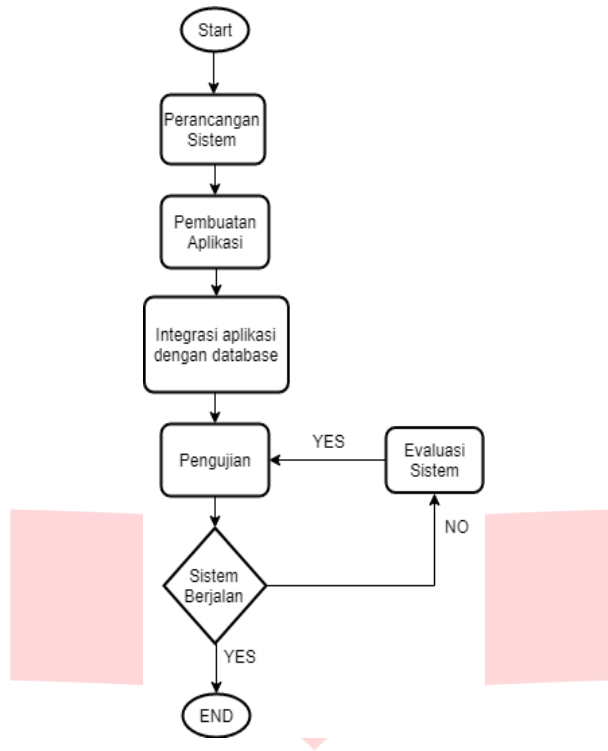 Start
Perancangan
Sistem
Pembuatan
Aplikasi
Integrasi aplikasi
dengan database
Pengujian
YES
Evaluasi
Sistem
NO
Sistem
Berjalan
YES
END